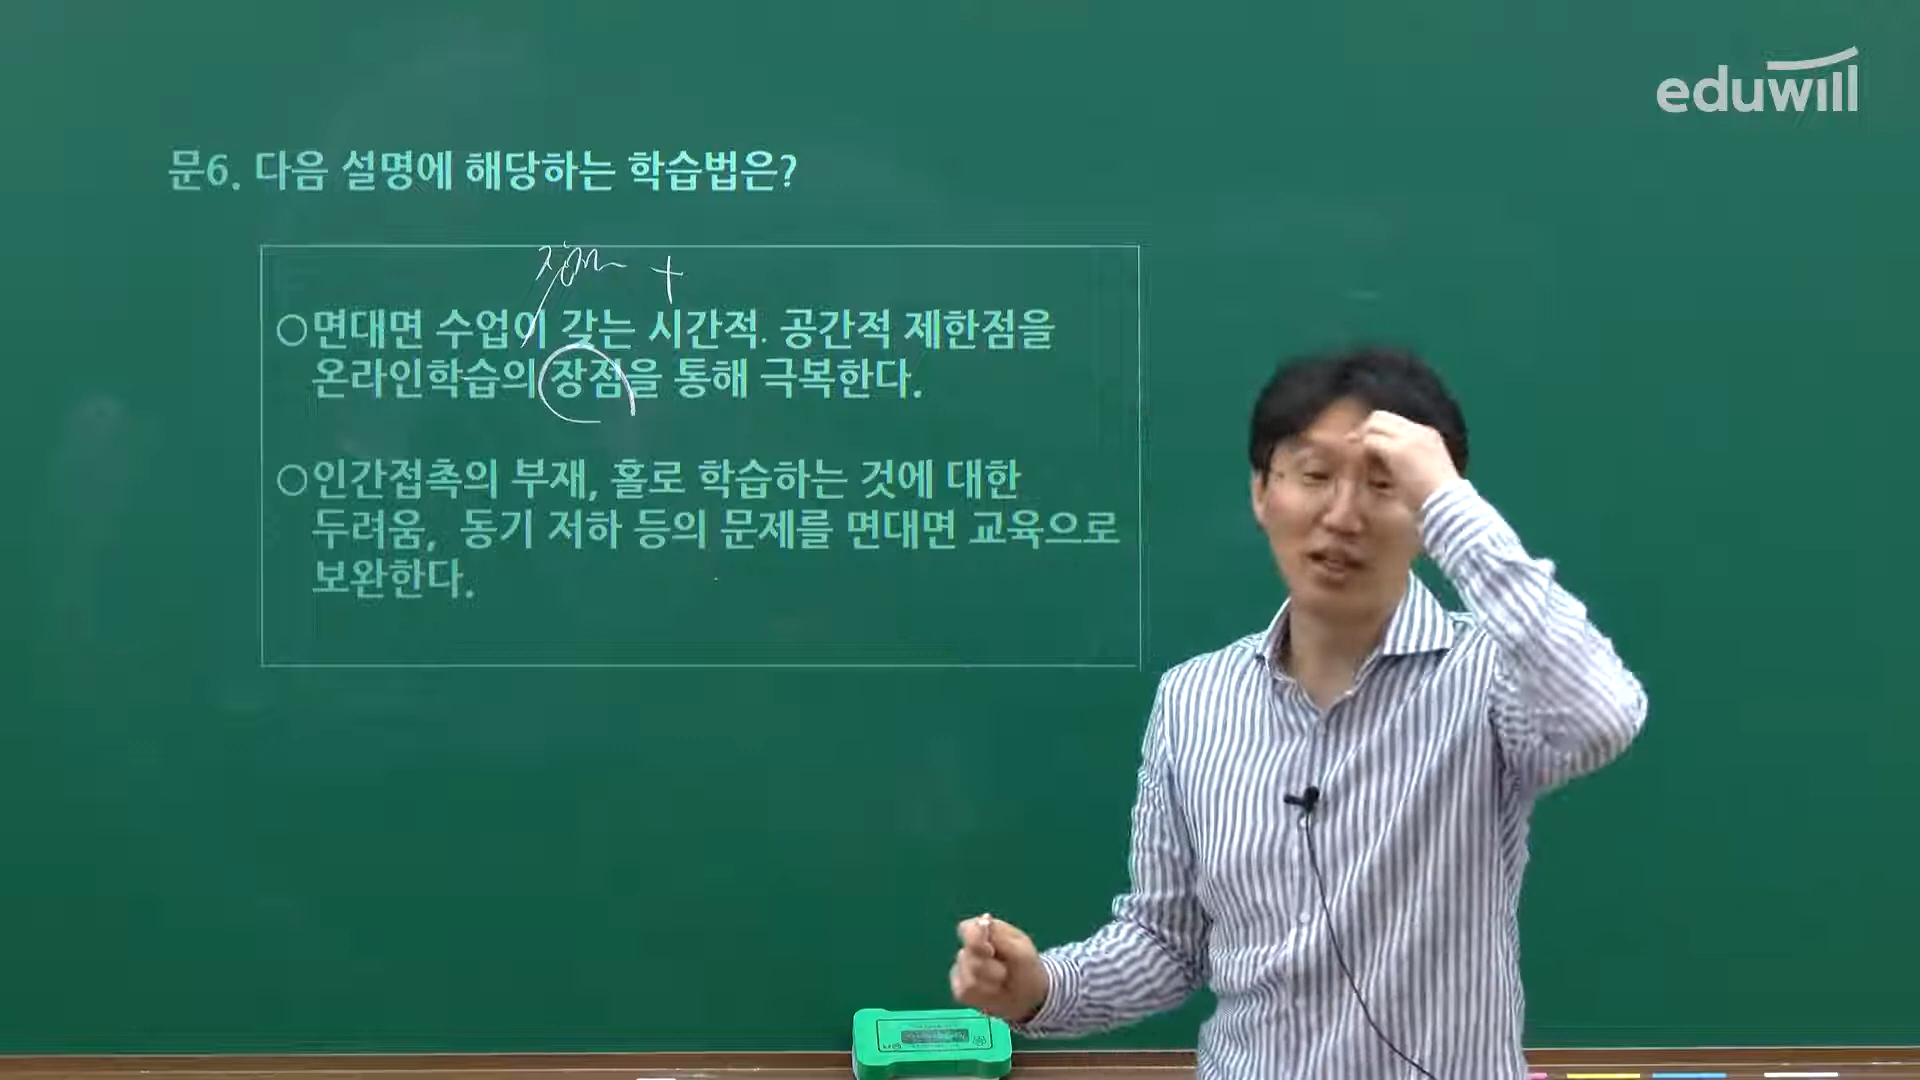 eduwill
문6. 다음 설명에 해당하는 학습법은?
+
○면대면 수업이 갖는 시간적· 공간적 제한점을
온라인학습의 장점을 통해 극복한다.
○인간접촉의 부재, 홀로 학습하는 것에 대한
두려움, 동기 저하 등의 문제를 면대면 교육으로
보완한다.